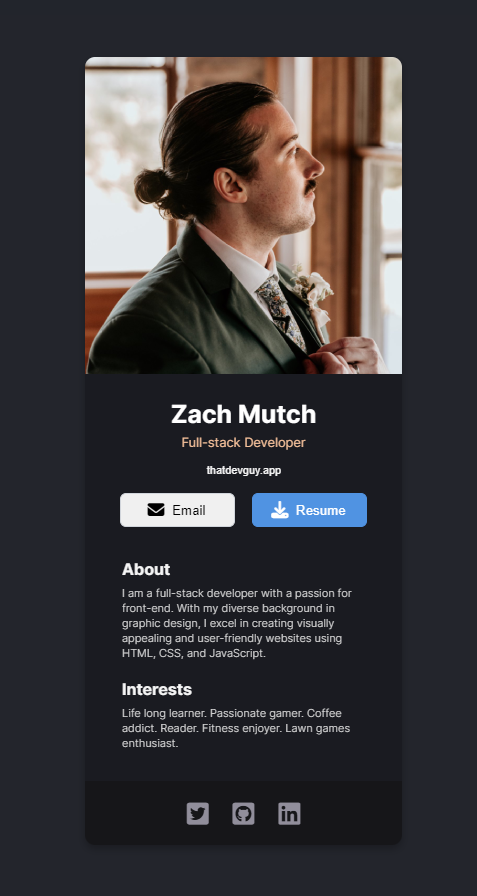 Zach Mutch
Full-stack Developer
thatdevguy.app
Email
Resume
About
I am a full-stack developer with a passion for
front-end. With my diverse background in
graphic design, I excel in creating visually
appealing and user-friendly websites using
HTML, CSS, and JavaScript.
Interests
Life long learner. Passionate gamer. Coffee
addict. Reader. Fitness enjoyer. Lawn games
enthusiast.
in